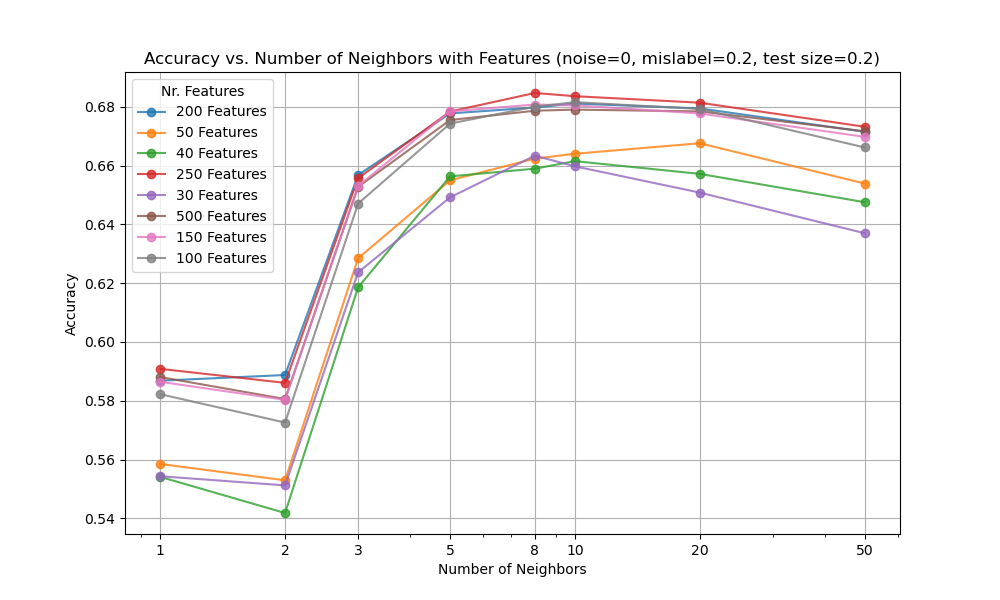 Accuracy vs. Number of Neighbors with Features (noise=0, mislabel=0.2, test size=0.2)
Nr. Features
200 Features
50 Features
40 Features
250 Features
30 Features
500 Features
150 Features
100 Features
Accuracy
0.68
0.66
0.64
0.62
0.60
0.58
0.56
0.54
1 2 3 5 8 10 20 50
Number of Neighbors